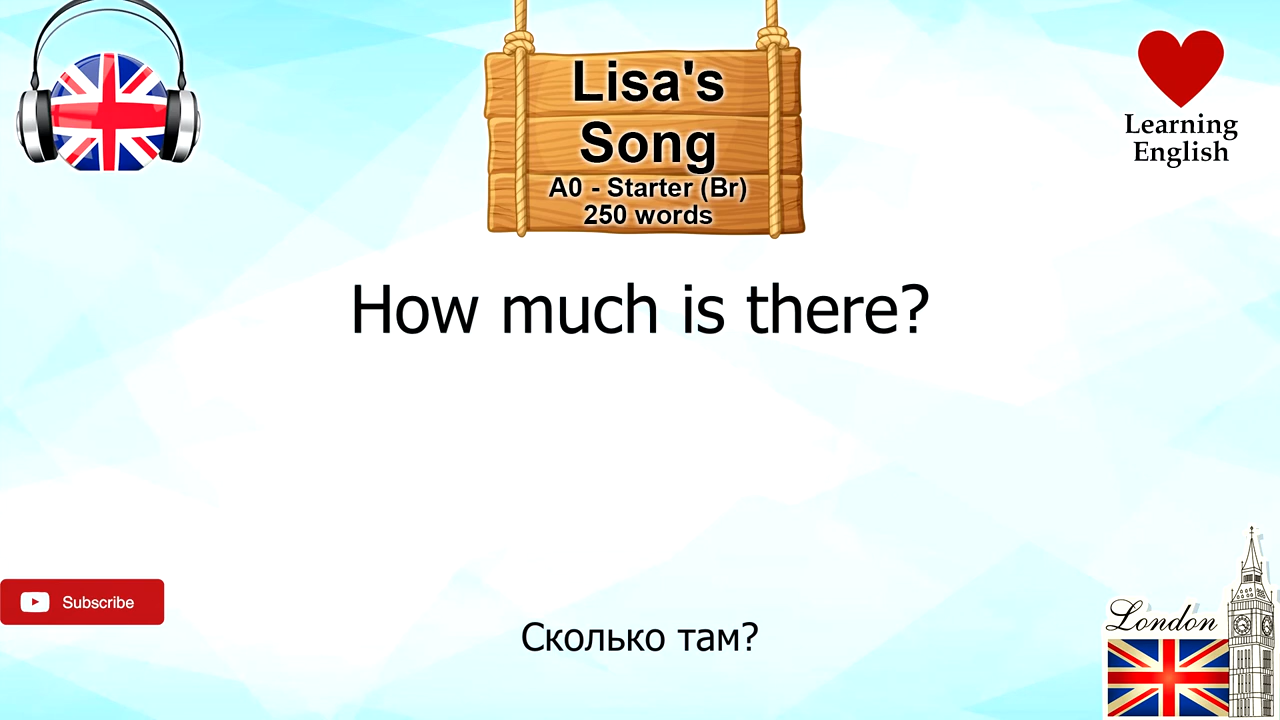 Lisa's
Song
A0 - Starter (Br)
250 words
Learning
English
How much is there?
Subscribe
Сколько там?
London